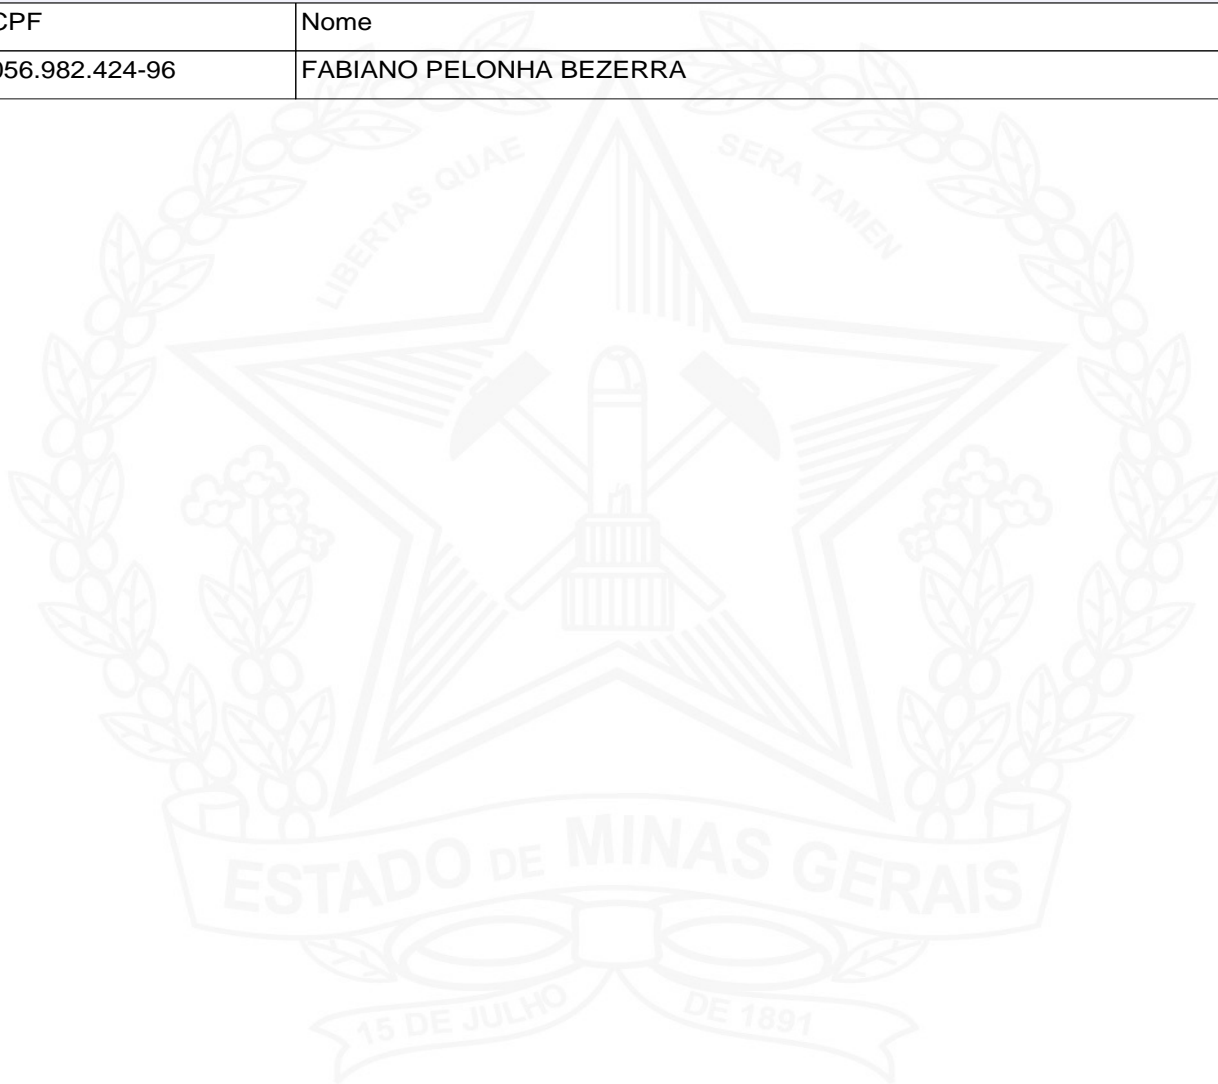 CPF Nome
056.982.424-96 FABIANO PELONHA BEZERRA
LIBERTAS QUAE SERA TAMEN
ESTADO DE MINAS GERAIS
15 DE JULHO DE 1891